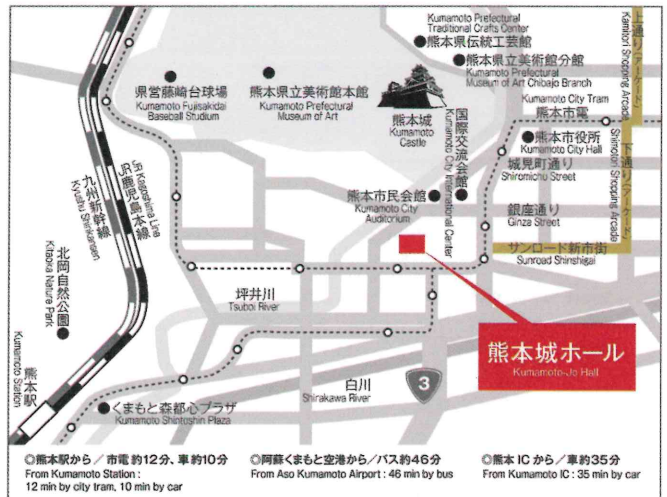 Kumamoto Prefectural
Traditional Crafts Center
熊本県伝統工芸館
熊本県立美術館分館
Kumamoto Prefectural
Museum of Art Chibajo Branch
上通り(アーケード)
Kamitori Shopping Arcade
県営藤崎台球場
Kumamoto Fujisakidai
Baseball Studium
熊本県立美術館本館
Kumamoto Prefectural
Museum of Art
熊本城
Kumamoto
Castle
国際交流会館
Kumamoto City International Center
Kumamoto City Tram
熊本市電
熊本市役所
Kumamoto City Hall
下通り(アーケード)
Shimotori Shopping Arcade
城見町通り
Shiromicho Street
熊本市民会館
Kumamoto City
Auditorium
銀座通り
Ginza Street
サンロード新市街
Sunroad Shinshigai
JR鹿児島本線
JR Kagoshima Line
九州新幹線
Kyushu Shinkansen
北岡自然公園
Kitaoka Nature Park
坪井川
Tsuboi River
熊本城ホール
Kumamoto-Jo Hall
熊本駅
Kumamoto Station
白川
Shirakawa River
3
くまもと森都心プラザ
Kumamoto Shintoshin Plaza
◎熊本駅から/市電約12分、車約10分
From Kumamoto Station :
12 min by city tram, 10 min by car
◎阿蘇くまもと空港から/バス約46分
From Aso Kumamoto Airport : 46 min by bus
◎熊本 IC から/車約35分
From Kumamoto IC : 35 min by car